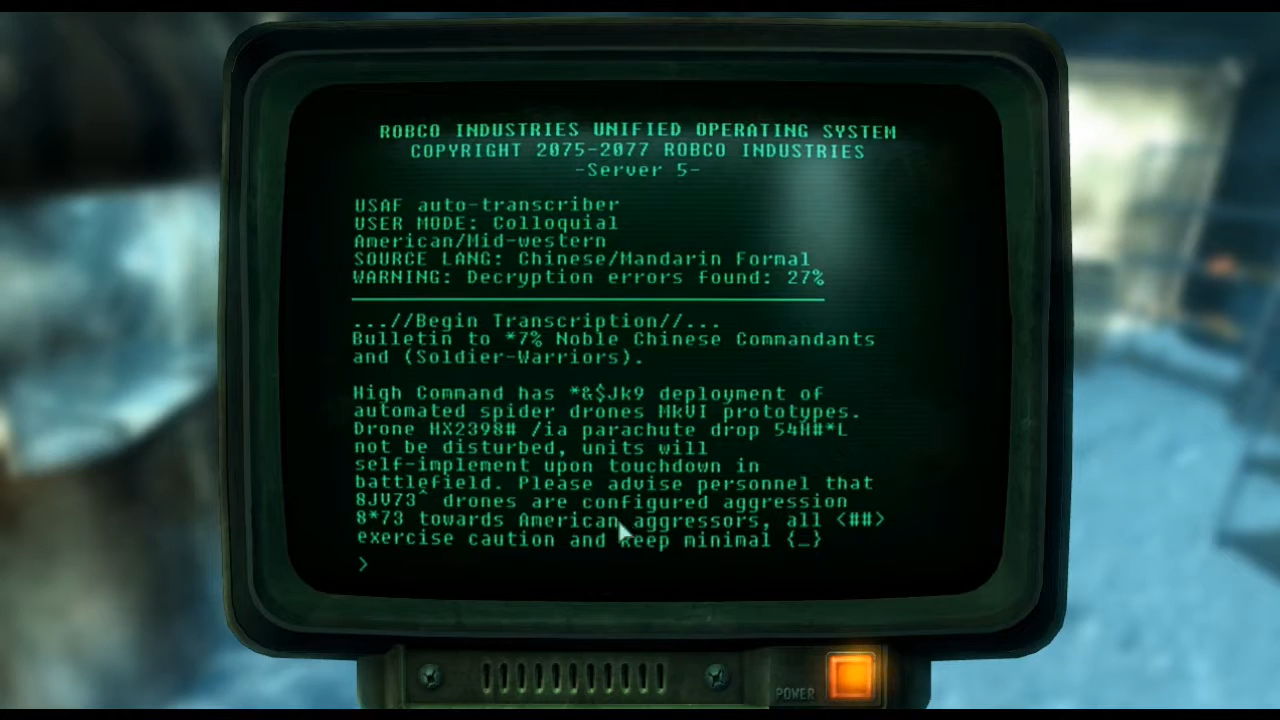 ROBCO INDUSTRIES UNIFIED OPERATING SYSTEM
COPYRIGHT 2075-2077 ROBCO INDUSTRIES
-Server 5-
USAF auto-transcriber
USER MODE: Colloquial
American/Mid-western
SOURCE LANG: Chinese/Mandarin Formal
WARNING: Decryption errors found: 27%
...//Begin Transcription//...
Bulletin to *7% Noble Chinese Commandants
and (Soldier-Warriors).
High Command has *&$Jk9 deployment of
automated spider drones MkVI prototypes.
Drone HX2398# /ia parachute drop 54H#*L
not be disturbed, units will
self-implement upon touchdown in
battlefield. Please advise personnel that
8JV73^ drones are configured aggression
8*73 towards American aggressors, all <##>
exercise caution and keep minimal {_}
>
POWER